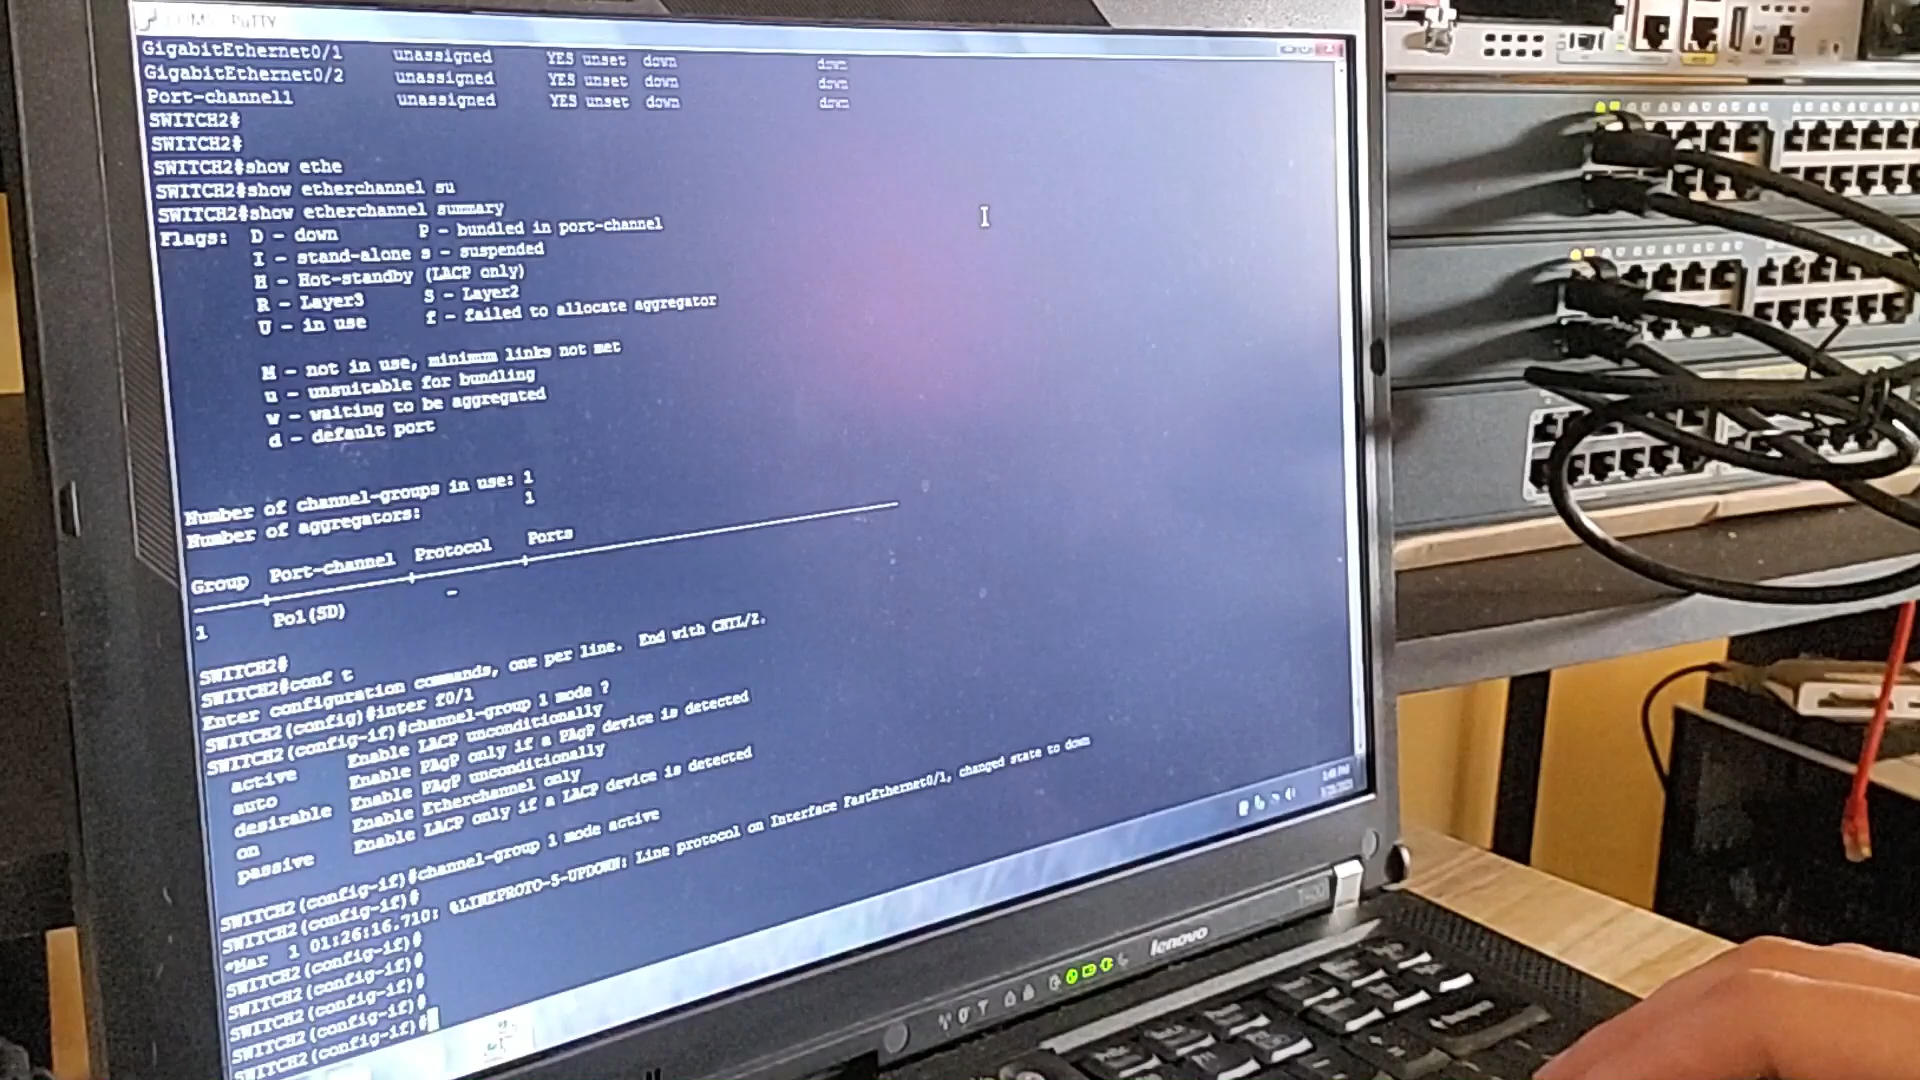 PuTTY
GigabitEthernet0/1 unassigned YES unset down down
GigabitEthernet0/2 unassigned YES unset down down
Port-channel1 unassigned YES unset down down
SWITCH2#
SWITCH2#
SWITCH2#show ethe
SWITCH2#show etherchannel su
SWITCH2#show etherchannel summary
Flags: D - down P - bundled in port-channel
I - stand-alone s - suspended
H - Hot-standby (LACP only)
R - Layer3 S - Layer2
U - in use f - failed to allocate aggregator
M - not in use, minimum links not met
u - unsuitable for bundling
w - waiting to be aggregated
d - default port
Number of channel-groups in use: 1
Number of aggregators: 1
Group Port-channel Protocol Ports
------+-------------+-----------+-----------------------------------------------
1 Po1(SD) -
SWITCH2#
SWITCH2#conf t
Enter configuration commands, one per line. End with CNTL/Z.
SWITCH2(config)#inter f0/1
SWITCH2(config-if)#channel-group 1 mode ?
active Enable LACP unconditionally
auto Enable PAgP only if a PAgP device is detected
desirable Enable PAgP unconditionally
on Enable Etherchannel only
passive Enable LACP only if a LACP device is detected
SWITCH2(config-if)#channel-group 1 mode active
SWITCH2(config-if)#
*Mar 1 01:26:16.710: %LINEPROTO-5-UPDOWN: Line protocol on Interface FastEthernet0/1, changed state to down
SWITCH2(config-if)#
SWITCH2(config-if)#
SWITCH2(config-if)#
SWITCH2(config-if)#
SWITCH2(config-if)#
lenovo